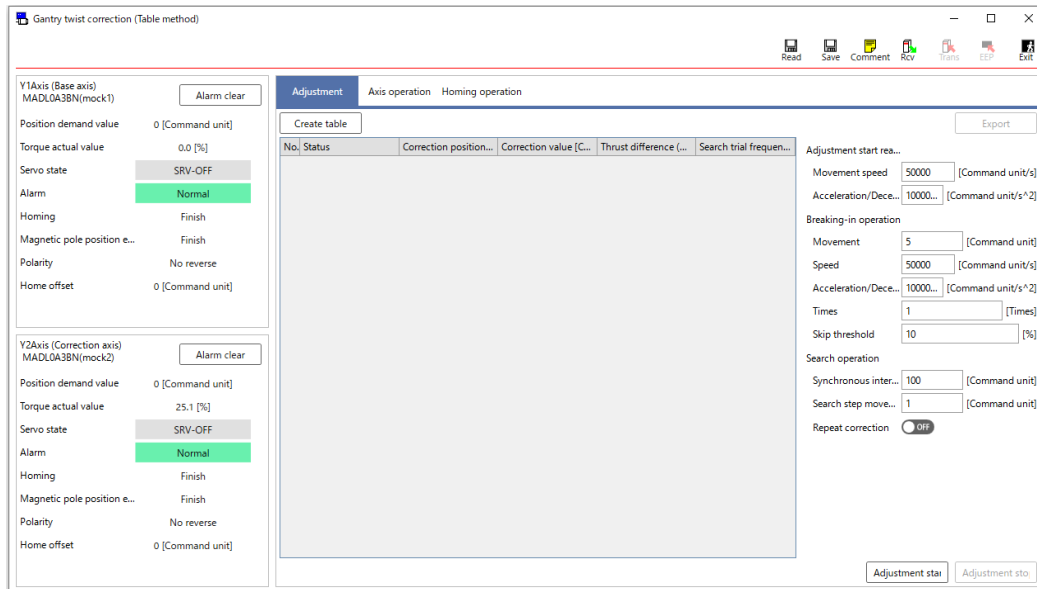 Gantry twist correction (Table method)
Read Save Comment Rcv Trans EEP Exit
Y1Axis (Base axis)
MADL0A3BN(mock1)
Alarm clear
Position demand value 0 [Command unit]
Torque actual value 0.0 [%]
Servo state SRV-OFF
Alarm Normal
Homing Finish
Magnetic pole position e... Finish
Polarity No reverse
Home offset 0 [Command unit]
Y2Axis (Correction axis)
MADL0A3BN(mock2)
Alarm clear
Position demand value 0 [Command unit]
Torque actual value 25.1 [%]
Servo state SRV-OFF
Alarm Normal
Homing Finish
Magnetic pole position e... Finish
Polarity No reverse
Home offset 0 [Command unit]
Adjustment Axis operation Homing operation
Create table Export
No. Status Correction position... Correction value [C... Thrust difference (... Search trial frequen...
Adjustment start rea...
Movement speed 50000 [Command unit/s]
Acceleration/Dece... 10000... [Command unit/s^2]
Breaking-in operation
Movement 5 [Command unit]
Speed 50000 [Command unit/s]
Acceleration/Dece... 10000... [Command unit/s^2]
Times 1 [Times]
Skip threshold 10 [%]
Search operation
Synchronous inter... 100 [Command unit]
Search step move... 1 [Command unit]
Repeat correction OFF
Adjustment star Adjustment sto